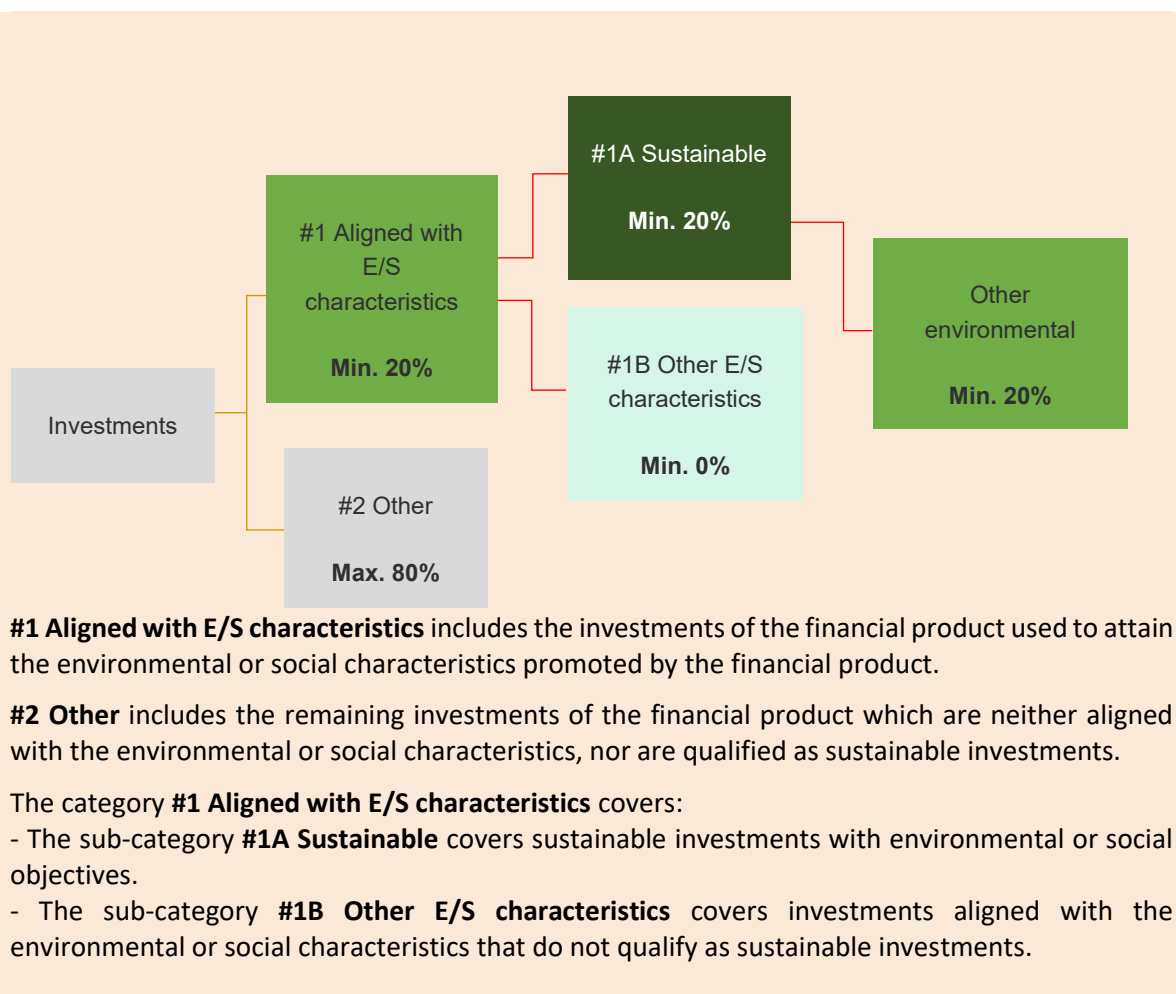 #1A Sustainable
Min. 20%
#1 Aligned with
E/S
characteristics
Min. 20%
Other
environmental
Min. 20%
#1B Other E/S
characteristics
Min. 0%
Investments
#2 Other
Max. 80%
#1 Aligned with E/S characteristics includes the investments of the financial product used to attain
the environmental or social characteristics promoted by the financial product.
#2 Other includes the remaining investments of the financial product which are neither aligned
with the environmental or social characteristics, nor are qualified as sustainable investments.
The category #1 Aligned with E/S characteristics covers:
- The sub-category #1A Sustainable covers sustainable investments with environmental or social
objectives.
- The sub-category #1B Other E/S characteristics covers investments aligned with the
environmental or social characteristics that do not qualify as sustainable investments.